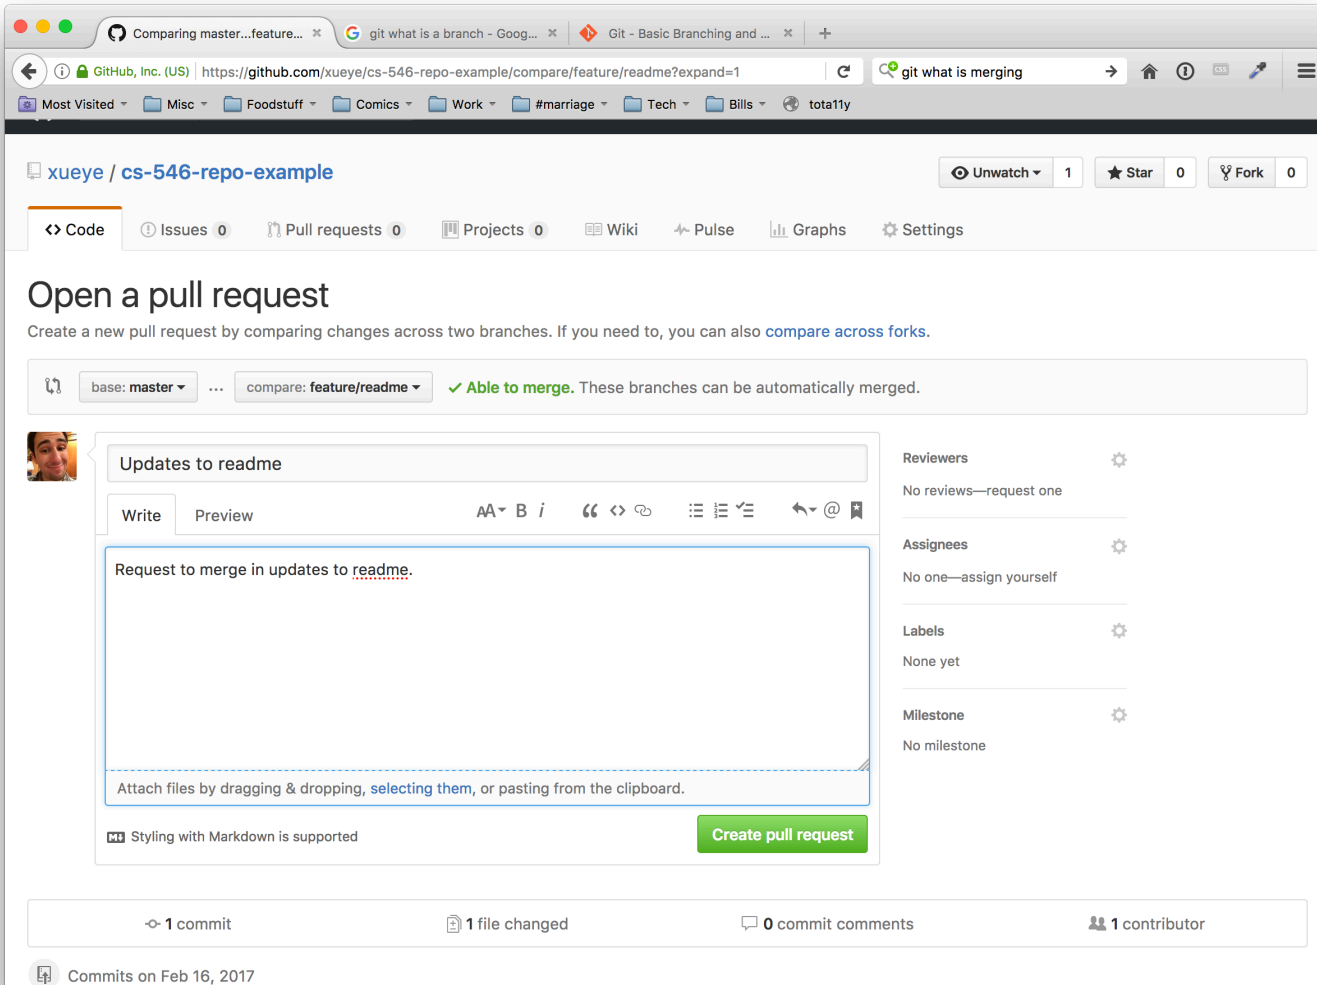 Comparing master...feature... × git what is a branch - Goog... × Git - Basic Branching and ... × +
GitHub, Inc. (US) https://github.com/xueye/cs-546-repo-example/compare/feature/readme?expand=1 git what is merging
Most Visited Misc Foodstuff Comics Work #marriage Tech Bills tota11y
xueye / cs-546-repo-example Unwatch 1 Star 0 Fork 0
Code Issues 0 Pull requests 0 Projects 0 Wiki Pulse Graphs Settings
Open a pull request
Create a new pull request by comparing changes across two branches. If you need to, you can also compare across forks.
base: master ... compare: feature/readme Able to merge. These branches can be automatically merged.
Updates to readme
Write Preview AA B i @
Request to merge in updates to readme.
Attach files by dragging & dropping, selecting them, or pasting from the clipboard.
Styling with Markdown is supported Create pull request
Reviewers
No reviews—request one
Assignees
No one—assign yourself
Labels
None yet
Milestone
No milestone
1 commit 1 file changed 0 commit comments 1 contributor
Commits on Feb 16, 2017